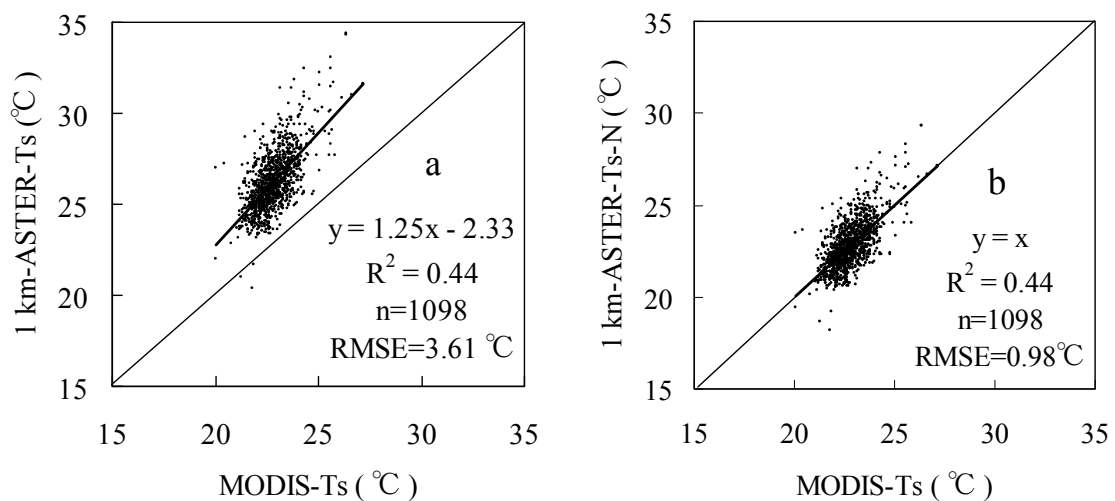 35
30
25
20
15
1 km-ASTER-Ts (℃)
a
y = 1.25x - 2.33
R² = 0.44
n=1098
RMSE=3.61 ℃
15 20 25 30 35
MODIS-Ts (℃)
35
30
25
20
15
1 km-ASTER-Ts-N (℃)
b
y = x
R² = 0.44
n=1098
RMSE=0.98℃
15 20 25 30 35
MODIS-Ts (℃)